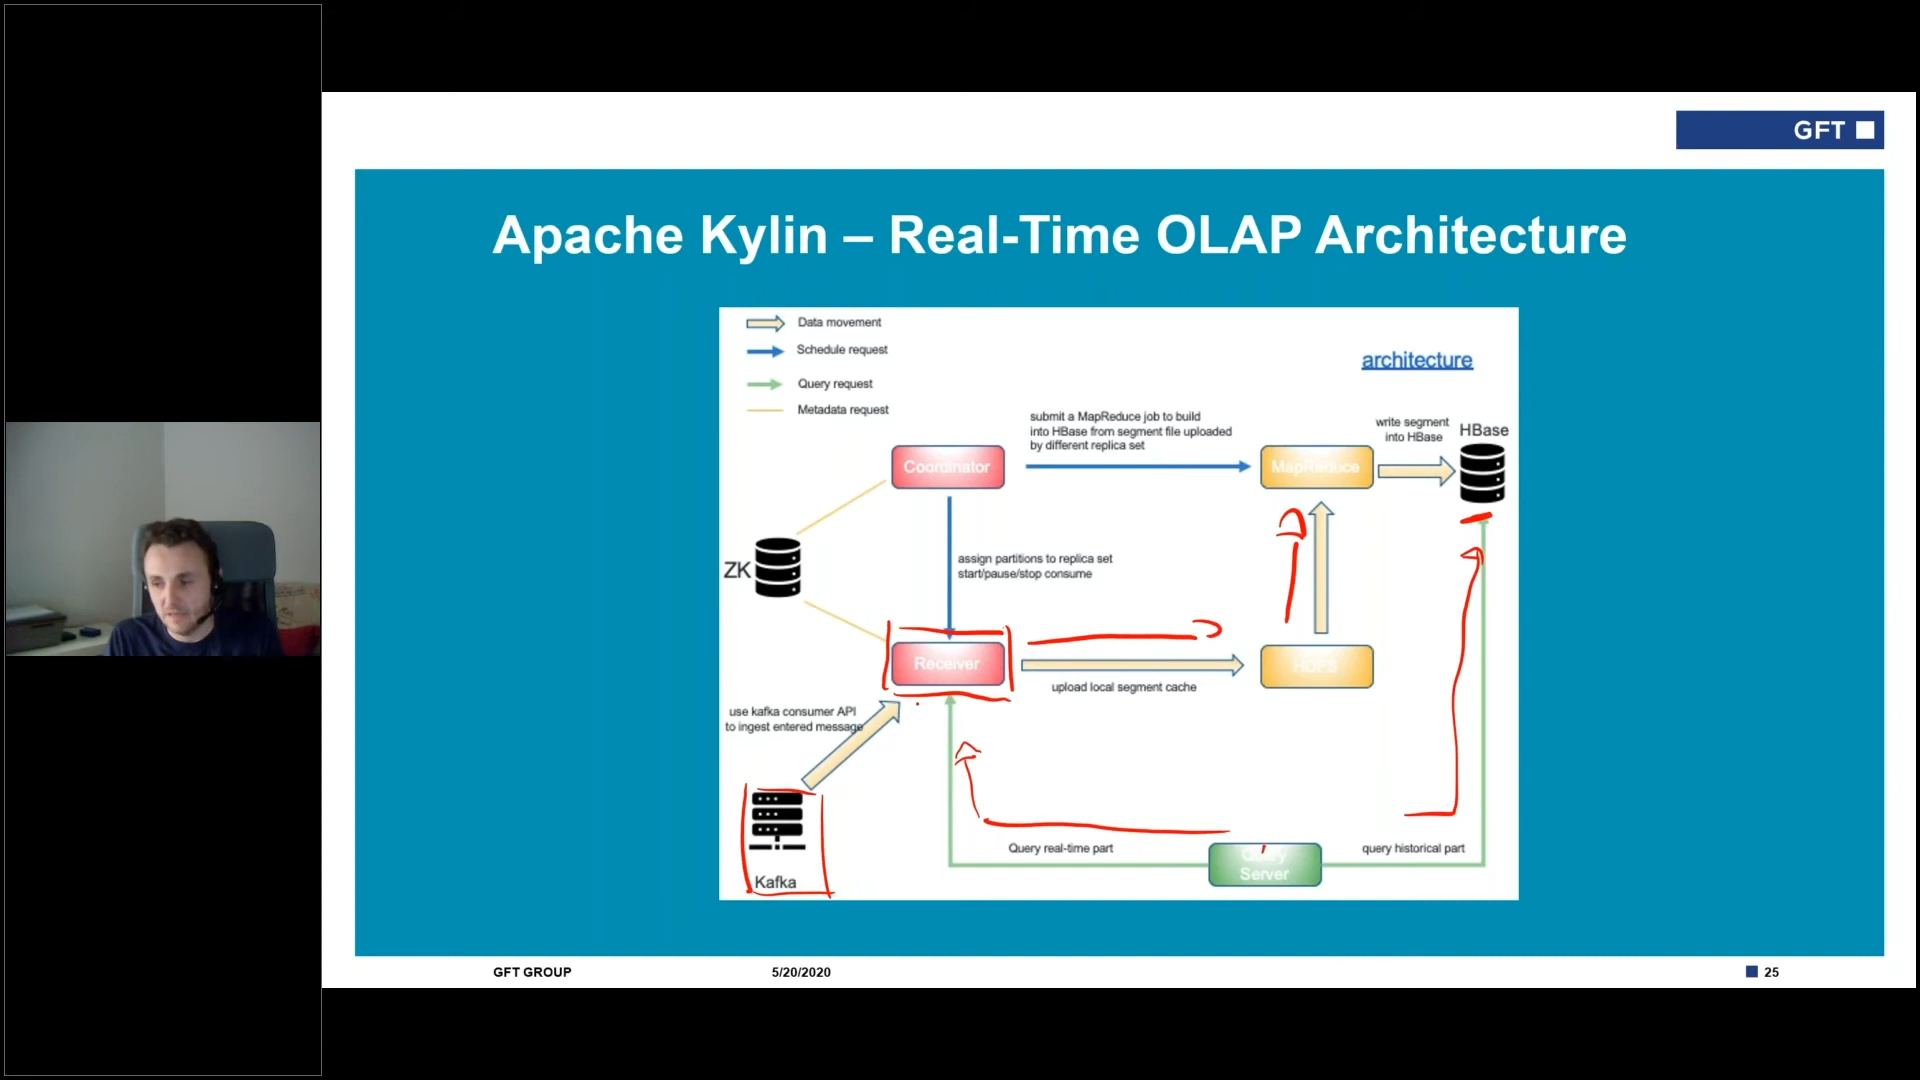 GFT
Apache Kylin – Real-Time OLAP Architecture
Data movement
Schedule request
Query request
Metadata request
architecture
submit a MapReduce job to build
into HBase from segment file uploaded
by different replica set
write segment
into HBase
HBase
Coordinator
MapReduce
ZK
assign partitions to replica set
start/pause/stop consume
Receiver
HDFS
upload local segment cache
use kafka consumer API
to ingest entered message
Kafka
Query real-time part
Query
Server
query historical part
GFT GROUP
5/20/2020
25